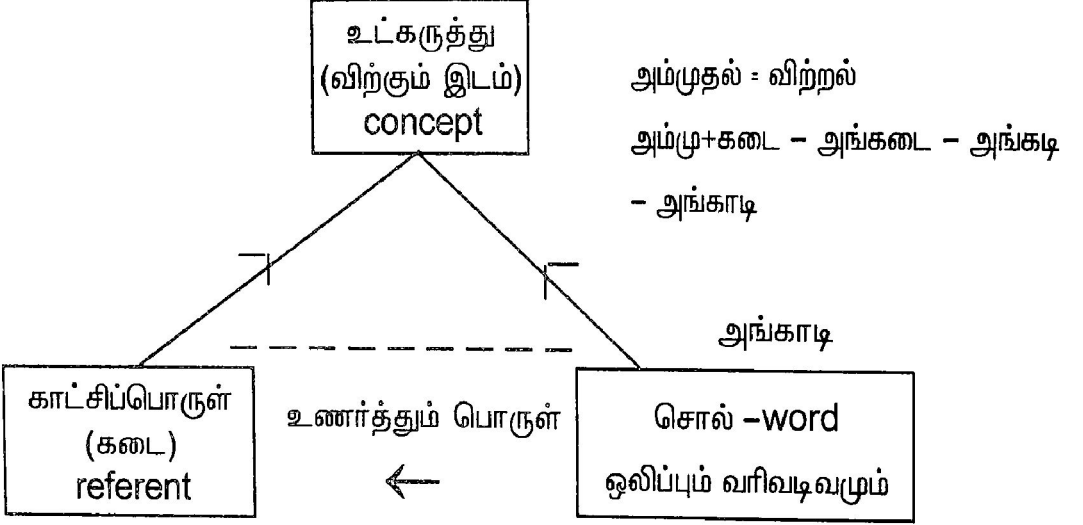 உட்கருத்து
(விற்கும் இடம்)
concept
அம்முதல் = விற்றல்
அம்மு+கடை – அங்கடை – அங்கடி
– அங்காடி
அங்காடி
காட்சிப்பொருள்
(கடை)
referent
உணர்த்தும் பொருள்
சொல் –word
ஒலிப்பும் வரிவடிவமும்